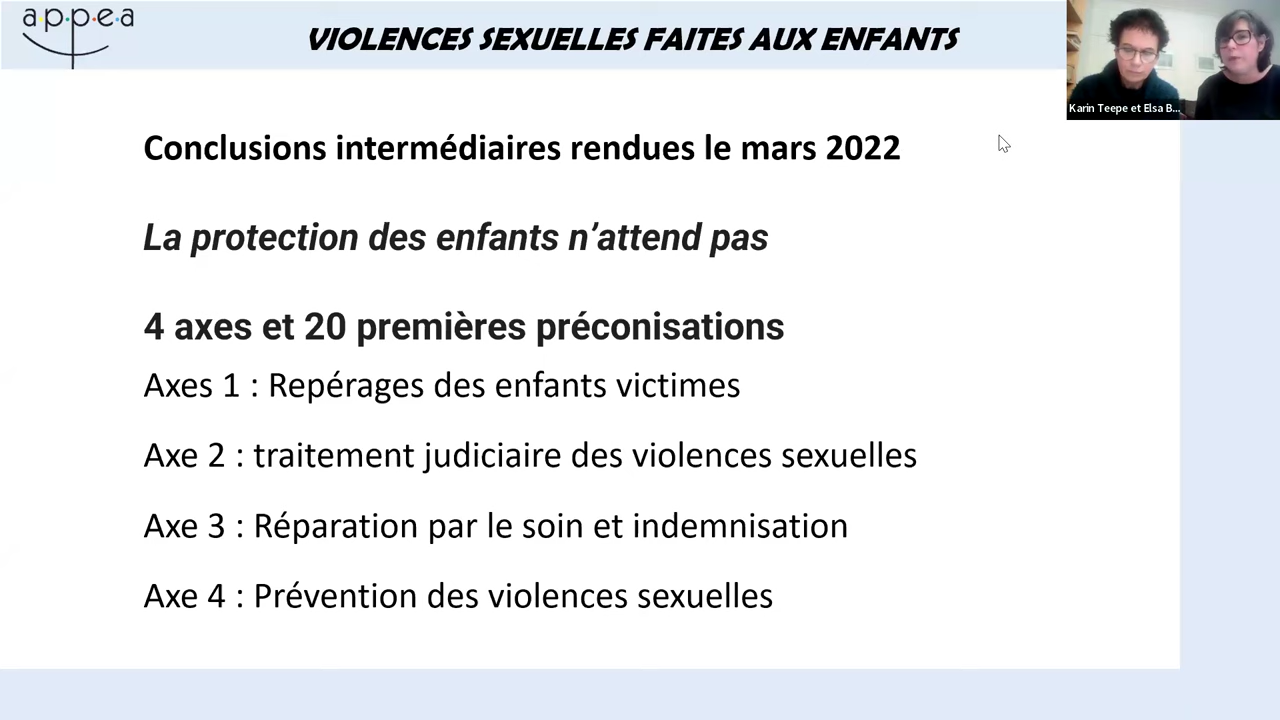 a·p·p·e·a
VIOLENCES SEXUELLES FAITES AUX ENFANTS
Karin Teepe et Elsa B...
Conclusions intermédiaires rendues le mars 2022
La protection des enfants n’attend pas
4 axes et 20 premières préconisations
Axes 1 : Repérages des enfants victimes
Axe 2 : traitement judiciaire des violences sexuelles
Axe 3 : Réparation par le soin et indemnisation
Axe 4 : Prévention des violences sexuelles